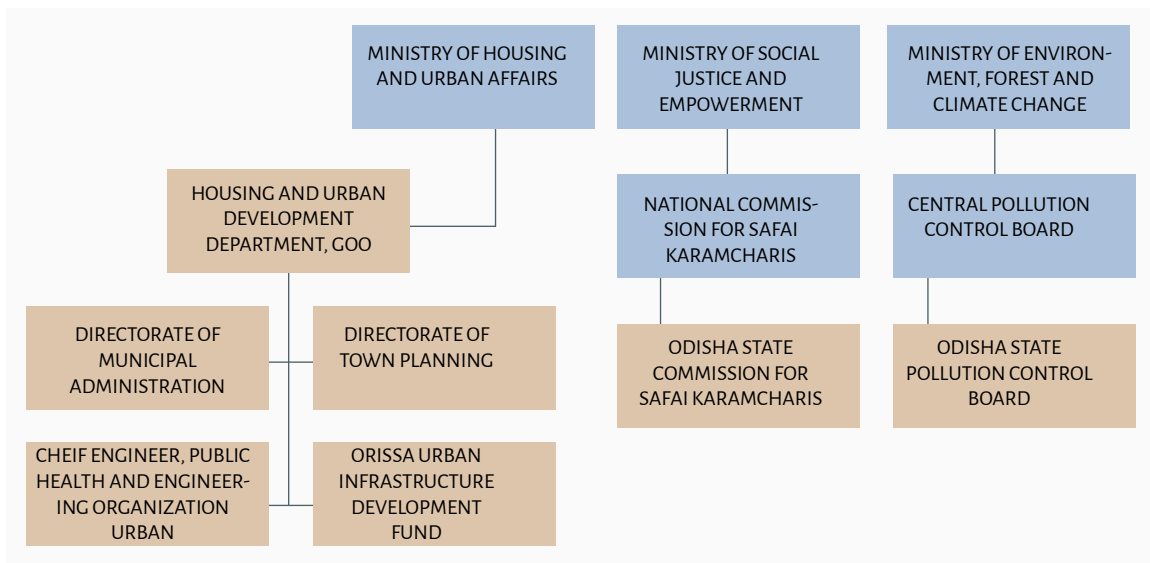 MINISTRY OF HOUSING
AND URBAN AFFAIRS
MINISTRY OF SOCIAL
JUSTICE AND
EMPOWERMENT
MINISTRY OF ENVIRON-
MENT, FOREST AND
CLIMATE CHANGE
HOUSING AND URBAN
DEVELOPMENT
DEPARTMENT, GOO
NATIONAL COMMIS-
SION FOR SAFAI
KARAMCHARIS
CENTRAL POLLUTION
CONTROL BOARD
DIRECTORATE OF
MUNICIPAL
ADMINISTRATION
DIRECTORATE OF
TOWN PLANNING
ODISHA STATE
COMMISSION FOR
SAFAI KARAMCHARIS
ODISHA STATE
POLLUTION CONTROL
BOARD
CHEIF ENGINEER, PUBLIC
HEALTH AND ENGINEER-
ING ORGANIZATION
URBAN
ORISSA URBAN
INFRASTRUCTURE
DEVELOPMENT
FUND